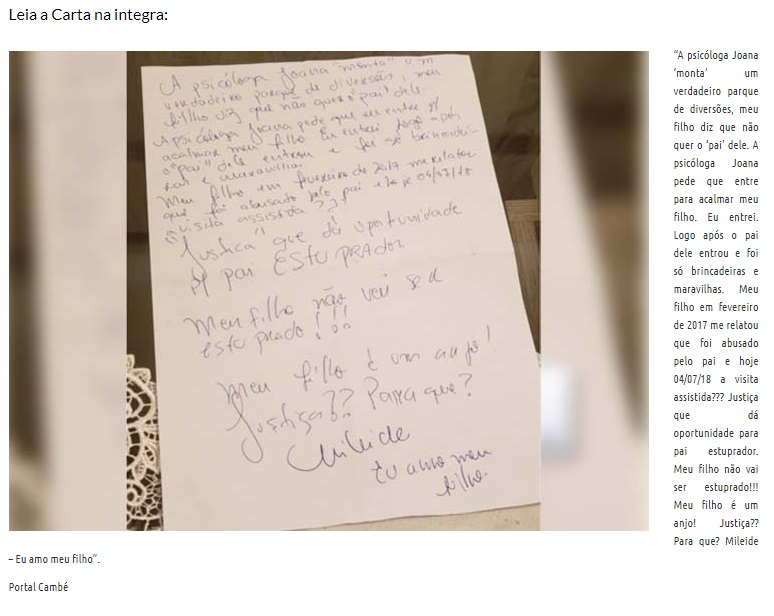 Leia a Carta na integra:
A psicóloga Joana "monta" um
verdadeiro parque de diversões, meu
filho diz que não quer o "pai" dele.
A psicóloga Joana pede que eu entre p/
acalmar meu filho. Eu entrei. Logo após
o "pai" dele entrou e foi só brincadei-
ras e maravilhas.
Meu filho em fevereiro de 2017 me relatou
que foi abusado pelo pai e hoje 04/07/18
a visita assistida???
"Justiça" que dá oportunidade
p/ pai ESTUPRADOR
Meu filho não vai ser
estuprado!!!
Meu filho é um anjo!
Justiça?? Para que?
Mileide
Eu amo meu
filho
"A psicóloga Joana
'monta' um
verdadeiro parque
de diversões, meu
filho diz que não
quer o 'pai' dele. A
psicóloga Joana
pede que entre
para acalmar meu
filho. Eu entrei.
Logo após o pai
dele entrou e foi
só brincadeiras e
maravilhas. Meu
filho em fevereiro
de 2017 me relatou
que foi abusado
pelo pai e hoje
04/07/18 a visita
assistida??? Justiça
que dá
oportunidade para
pai estuprador.
Meu filho não vai
ser estuprado!!!
Meu filho é um
anjo! Justiça??
Para que? Mileide
– Eu amo meu filho".
Portal Cambé